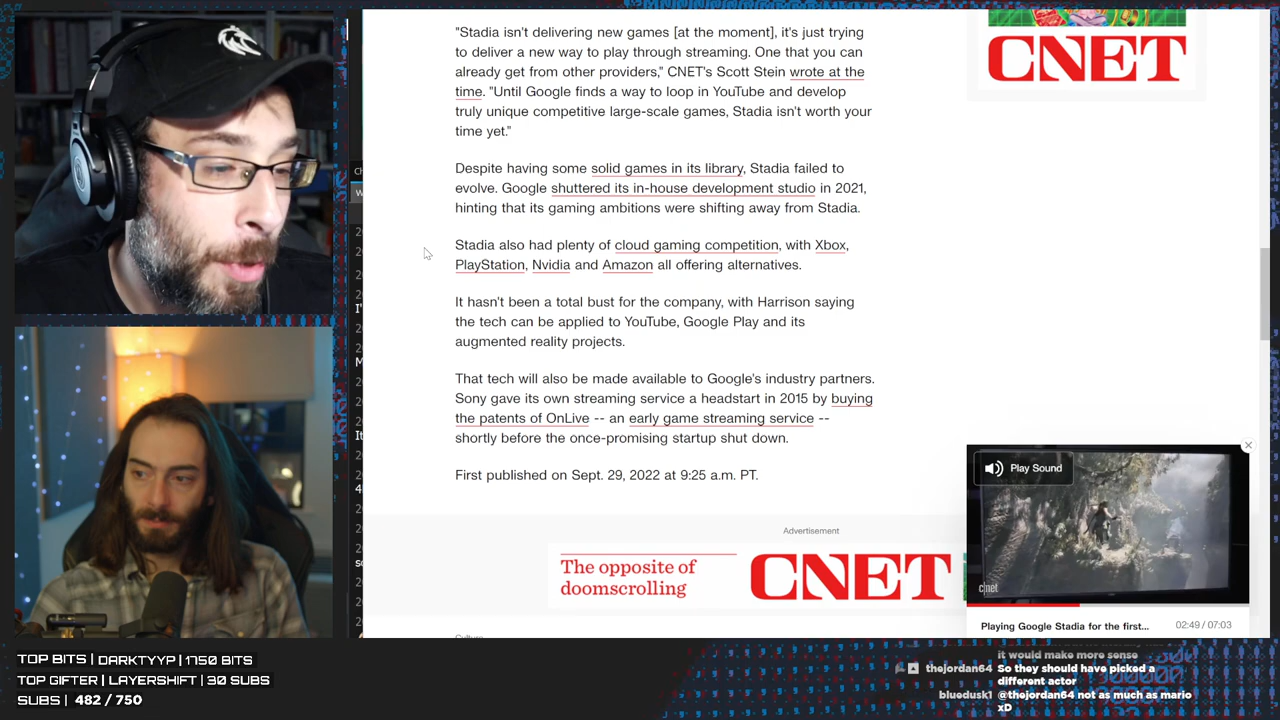 "Stadia isn't delivering new games [at the moment], it's just trying
to deliver a new way to play through streaming. One that you can
already get from other providers," CNET's Scott Stein wrote at the
time. "Until Google finds a way to loop in YouTube and develop
truly unique competitive large-scale games, Stadia isn't worth your
time yet."
Despite having some solid games in its library, Stadia failed to
evolve. Google shuttered its in-house development studio in 2021,
hinting that its gaming ambitions were shifting away from Stadia.
Stadia also had plenty of cloud gaming competition, with Xbox,
PlayStation, Nvidia and Amazon all offering alternatives.
It hasn't been a total bust for the company, with Harrison saying
the tech can be applied to YouTube, Google Play and its
augmented reality projects.
That tech will also be made available to Google's industry partners.
Sony gave its own streaming service a headstart in 2015 by buying
the patents of OnLive -- an early game streaming service --
shortly before the once-promising startup shut down.
First published on Sept. 29, 2022 at 9:25 a.m. PT.
CNET
Advertisement
The opposite of
doomscrolling
CNET
Play Sound
c|net
Playing Google Stadia for the first...
02:49 / 07:03
TOP BITS | DARKTYYP | 1750 BITS
TOP GIFTER | LAYERSHIFT | 30 SUBS
SUBS | 482 / 750
it would make more sense
thejordan64 So they should have picked a
different actor
bluedusk1 @thejordan64 not as much as mario
xD